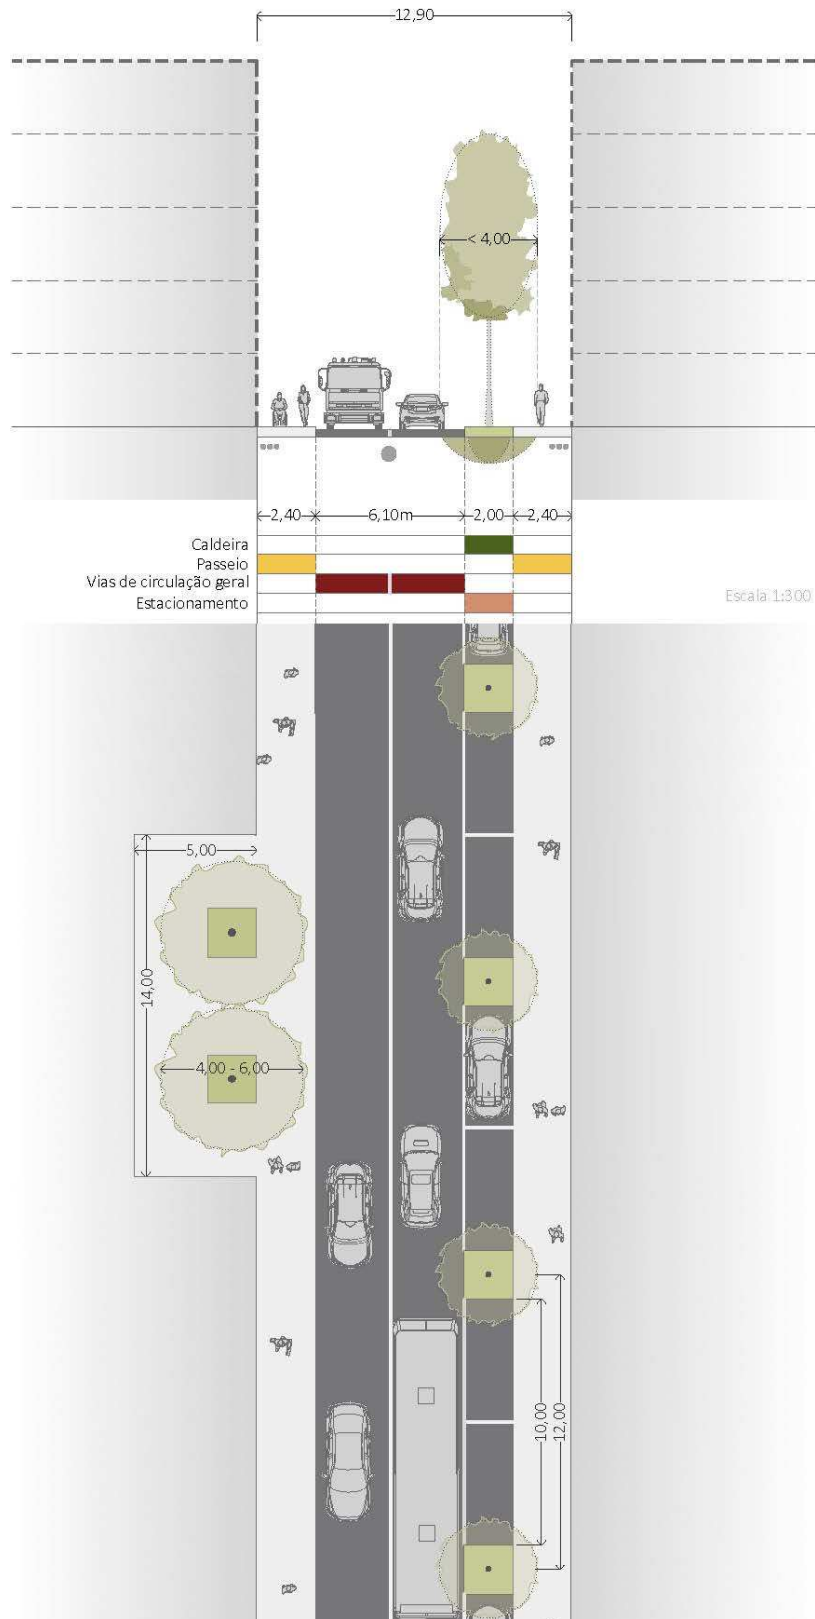 12,90
< 4,00
2,40 6,10m 2,00 2,40
Caldeira
Passeio
Vias de circulação geral
Estacionamento
Escala 1:300
5,00
14,00
4,00 - 6,00
10,00
12,00